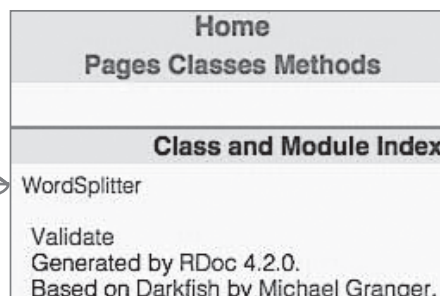 Home
Pages Classes Methods
Class and Module Index
WordSplitter
Validate
Generated by RDoc 4.2.0.
Based on Darkfish by Michael Granger.